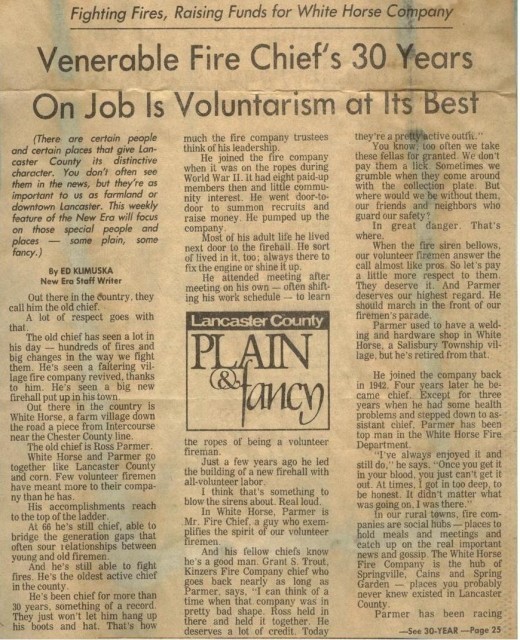 Fighting Fires, Raising Funds for White Horse Company
Venerable Fire Chief's 30 Years
On Job Is Voluntarism at Its Best
(There are certain people
and certain places that give Lan-
caster County its distinctive
character. You don't often see
them in the news, but they're as
important to us as farmland or
downtown Lancaster. This weekly
feature of the New Era will focus
on those special people and
places — some plain, some
fancy.)
By ED KLIMUSKA
New Era Staff Writer
Out there in the country, they
call him the old chief.
A lot of respect goes with
that.
The old chief has seen a lot in
his day — hundreds of fires and
big changes in the way we fight
them. He's seen a faltering vil-
lage fire company revived, thanks
to him. He's seen a big new
firehall put up in his town.
Out there in the country is
White Horse, a farm village down
the road a piece from Intercourse
near the Chester County line.
The old chief is Ross Parmer.
White Horse and Parmer go
together like Lancaster County
and corn. Few volunteer firemen
have meant more to their compa-
ny than he has.
His accomplishments reach
to the top of the ladder.
At 66 he's still chief, able to
bridge the generation gaps that
often sour relationships between
young and old firemen.
And he's still able to fight
fires. He's the oldest active chief
in the county.
He's been chief for more than
30 years, something of a record.
They just won't let him hang up
his boots and hat. That's how
much the fire company trustees
think of his leadership.
He joined the fire company
when it was on the ropes during
World War II. It had eight paid-up
members then and little commu-
nity interest. He went door-to-
door to summon recruits and
raise money. He pumped up the
company.
Most of his adult life he lived
next door to the firehall. He sort
of lived in it, too; always there to
fix the engine or shine it up.
He attended meeting after
meeting on his own — often shift-
ing his work schedule — to learn
Lancaster County
PLAIN
& fancy
the ropes of being a volunteer
fireman.
Just a few years ago he led
the building of a new firehall with
all-volunteer labor.
I think that's something to
blow the sirens about. Real loud.
In White Horse, Parmer is
Mr. Fire Chief, a guy who exem-
plifies the spirit of our volunteer
firemen.
And his fellow chiefs know
he's a good man. Grant S. Trout,
Kinzers Fire Company chief who
goes back nearly as long as
Parmer, says, "I can think of a
time when that company was in
pretty bad shape. Ross held in
there and held it together. He
deserves a lot of credit. Today
they're a pretty active outfit."
You know, too often we take
these fellas for granted. We don't
pay them a lick. Sometimes we
grumble when they come around
with the collection plate. But
where would we be without them,
our friends and neighbors who
guard our safety?
In great danger. That's
where.
When the fire siren bellows,
our volunteer firemen answer the
call almost like pros. So let's pay
a little more respect to them.
They deserve it. And Parmer
deserves our highest regard. He
should march in the front of our
firemen's parade.
Parmer used to have a weld-
ing and hardware shop in White
Horse, a Salisbury Township vil-
lage, but he's retired from that.
He joined the company back
in 1942. Four years later he be-
came chief. Except for three
years when he had some health
problems and stepped down to as-
sistant chief, Parmer has been
top man in the White Horse Fire
Department.
"I've always enjoyed it and
still do," he says. "Once you get it
in your blood, you just can't get it
out. At times, I got in too deep, to
be honest. It didn't matter what
was going on, I was there."
In our rural towns, fire com-
panies are social hubs — places to
hold meals and meetings and
catch up on the real important
news and gossip. The White Horse
Fire Company is the hub of
Springville, Cains and Spring
Garden — places you probably
never knew existed in Lancaster
County.
Parmer has been racing
—See 30-YEAR—Page 25